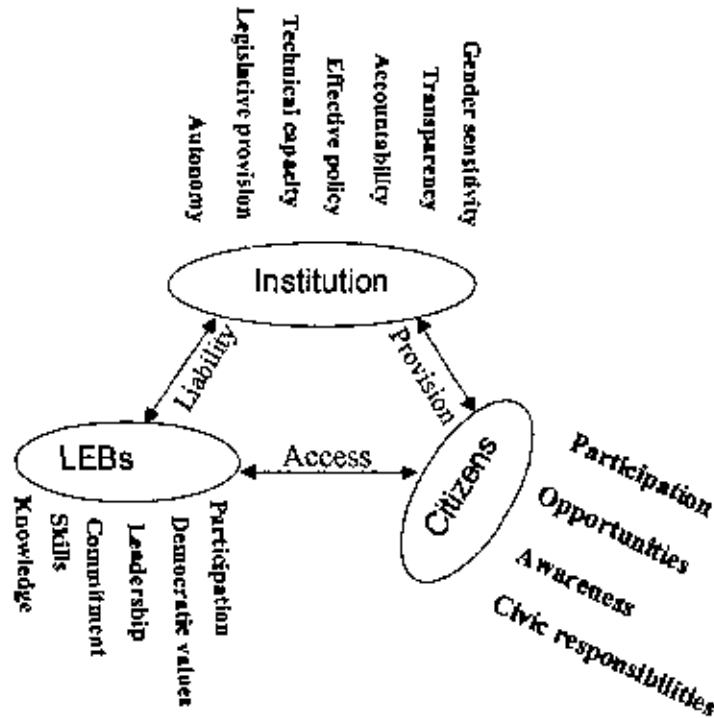 Autonomy
Legislative provision
Technical capacity
Effective policy
Accountability
Transparency
Gender sensitivity
Institution
Liability
Provision
LEBs
Access
Citizens
Knowledge
Skills
Commitment
Leadership
Democratic values
Participation
Participation
Opportunities
Awareness
Civic responsibilities